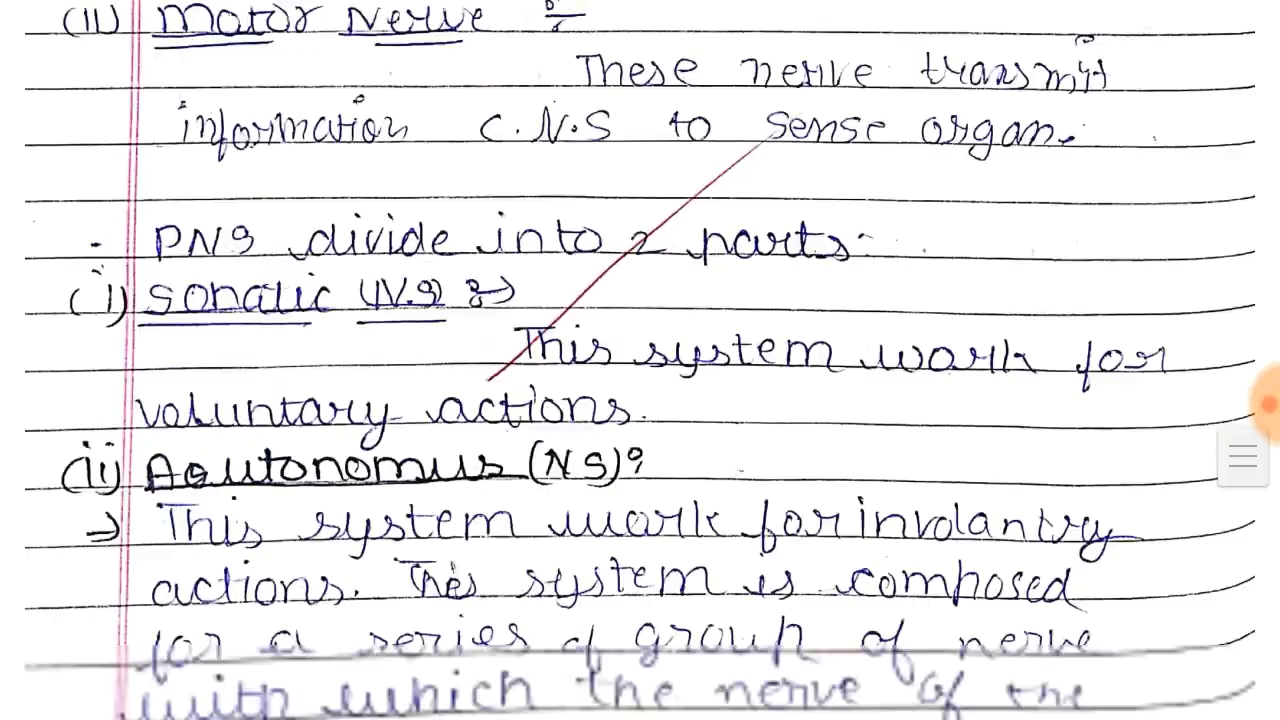 (ii) Motor Nerve :-
These nerve transmit
information C.N.S to sense organ.
. PNS divide into 2 parts:-
(i) sonatic (N.S) :->
This system work for
voluntary actions.
(ii) Aoutonomus (NS):
→ This system work for involantry
actions. This system is composed
for a series of group of nerve
with which the nerve of the